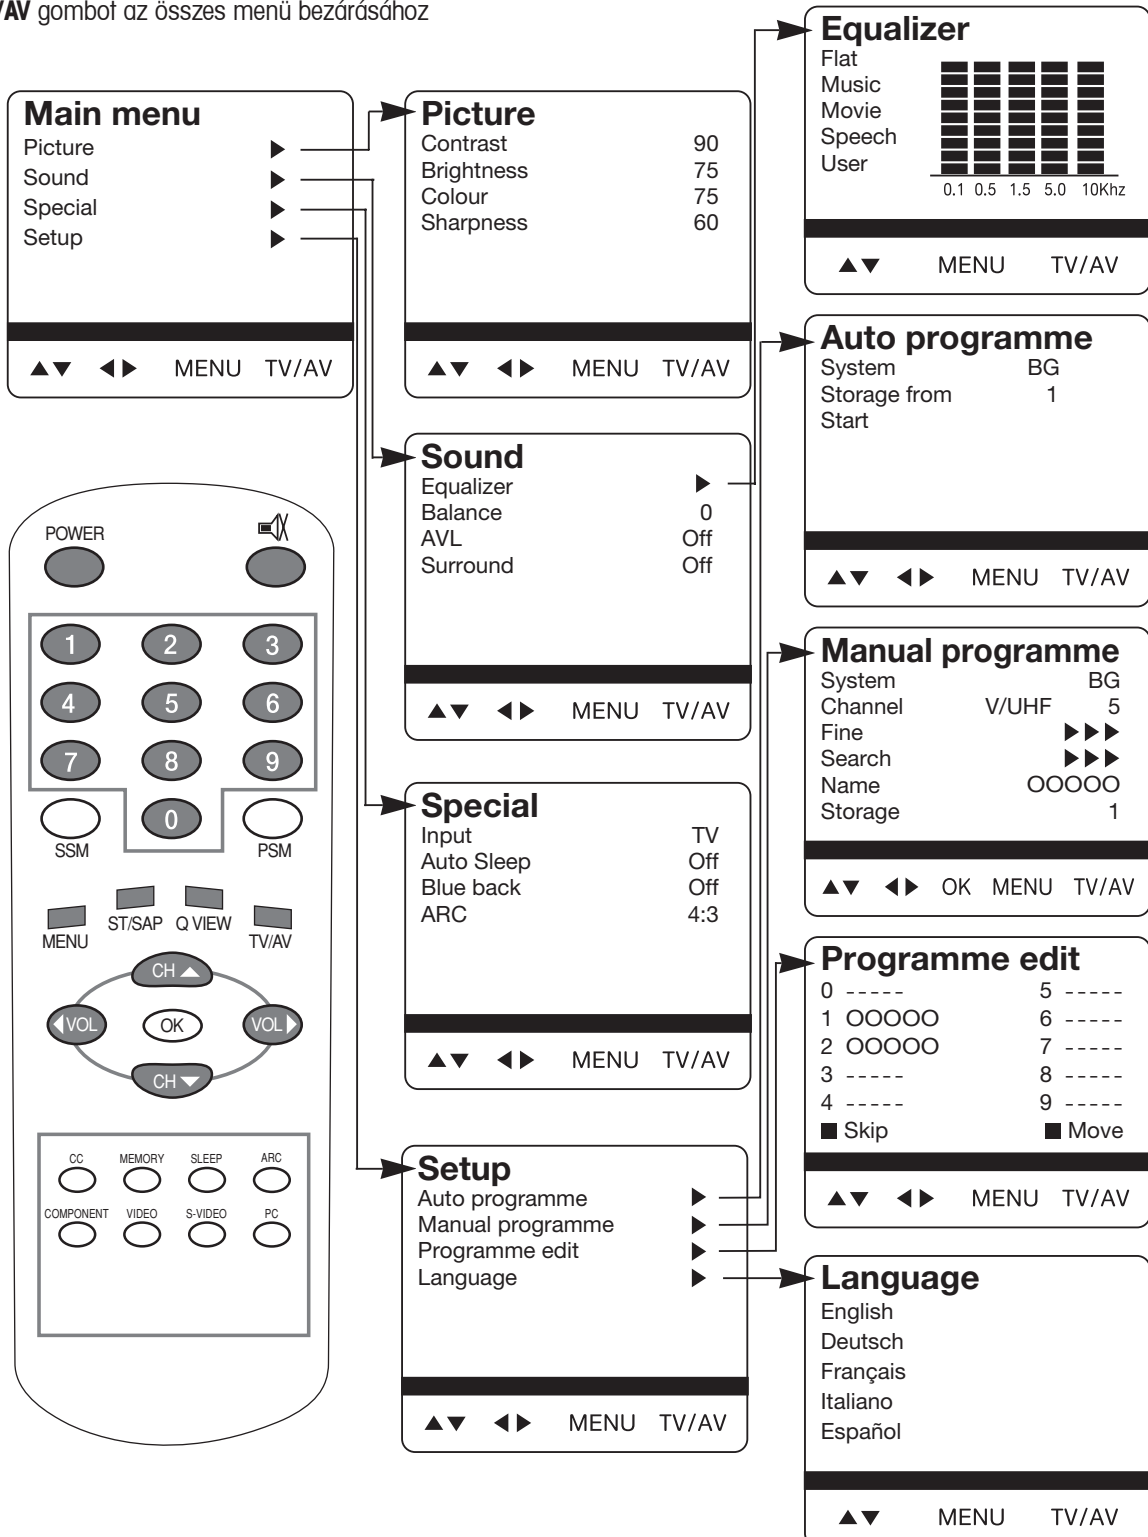 /AV gombot az összes menü bezárásához
Main menu
Picture ▶
Sound ▶
Special ▶
Setup ▶
▲▼ ◀▶ MENU TV/AV
Picture
Contrast 90
Brightness 75
Colour 75
Sharpness 60
▲▼ ◀▶ MENU TV/AV
Sound
Equalizer ▶
Balance 0
AVL Off
Surround Off
▲▼ ◀▶ MENU TV/AV
Special
Input TV
Auto Sleep Off
Blue back Off
ARC 4:3
▲▼ ◀▶ MENU TV/AV
Setup
Auto programme ▶
Manual programme ▶
Programme edit ▶
Language ▶
▲▼ ◀▶ MENU TV/AV
Equalizer
Flat
Music
Movie
Speech
User
0.1 0.5 1.5 5.0 10Khz
▲▼ MENU TV/AV
Auto programme
System BG
Storage from 1
Start
▲▼ ◀▶ MENU TV/AV
Manual programme
System BG
Channel V/UHF 5
Fine ▶▶▶
Search ▶▶▶
Name OOOOO
Storage 1
▲▼ ◀▶ OK MENU TV/AV
Programme edit
0 ----- 5 -----
1 OOOOO 6 -----
2 OOOOO 7 -----
3 ----- 8 -----
4 ----- 9 -----
■ Skip ■ Move
▲▼ ◀▶ MENU TV/AV
Language
English
Deutsch
Français
Italiano
Español
▲▼ MENU TV/AV
POWER
1 2 3
4 5 6
7 8 9
0
SSM PSM
MENU ST/SAP Q VIEW TV/AV
CH ▲
◀ VOL OK VOL ▶
CH ▼
CC MEMORY SLEEP ARC
COMPONENT VIDEO S-VIDEO PC